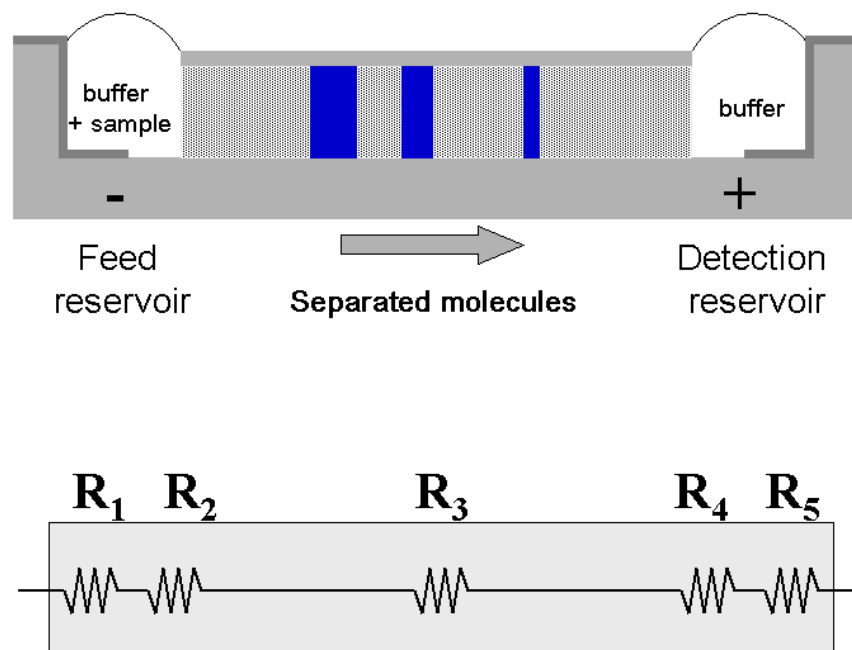 buffer
+ sample
buffer
-
+
Feed
reservoir
Separated molecules
Detection
reservoir
R₁ R₂ R₃ R₄ R₅